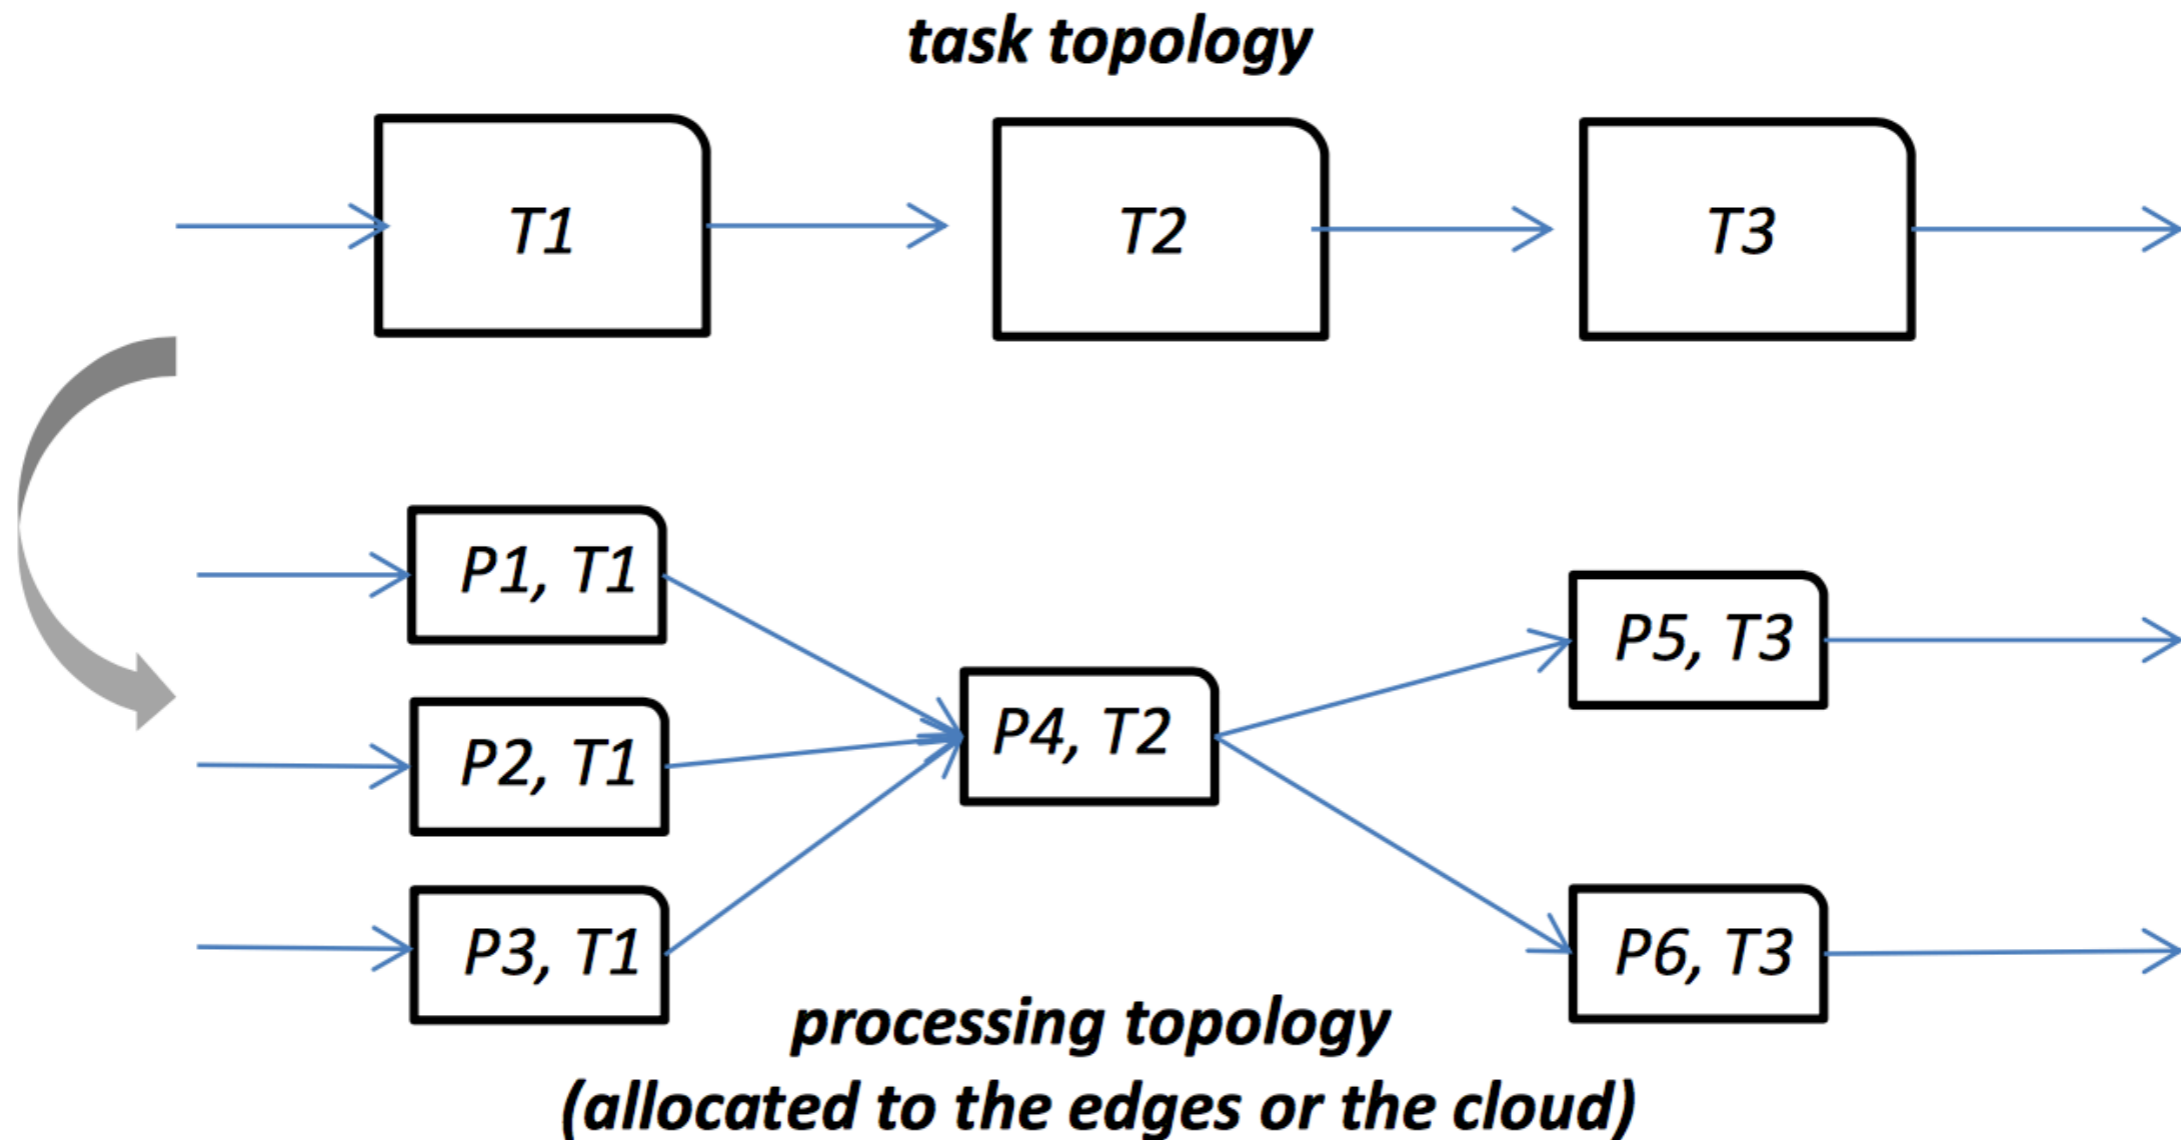 task topology
T1
T2
T3
P1, T1
P2, T1
P3, T1
P4, T2
P5, T3
P6, T3
processing topology
(allocated to the edges or the cloud)